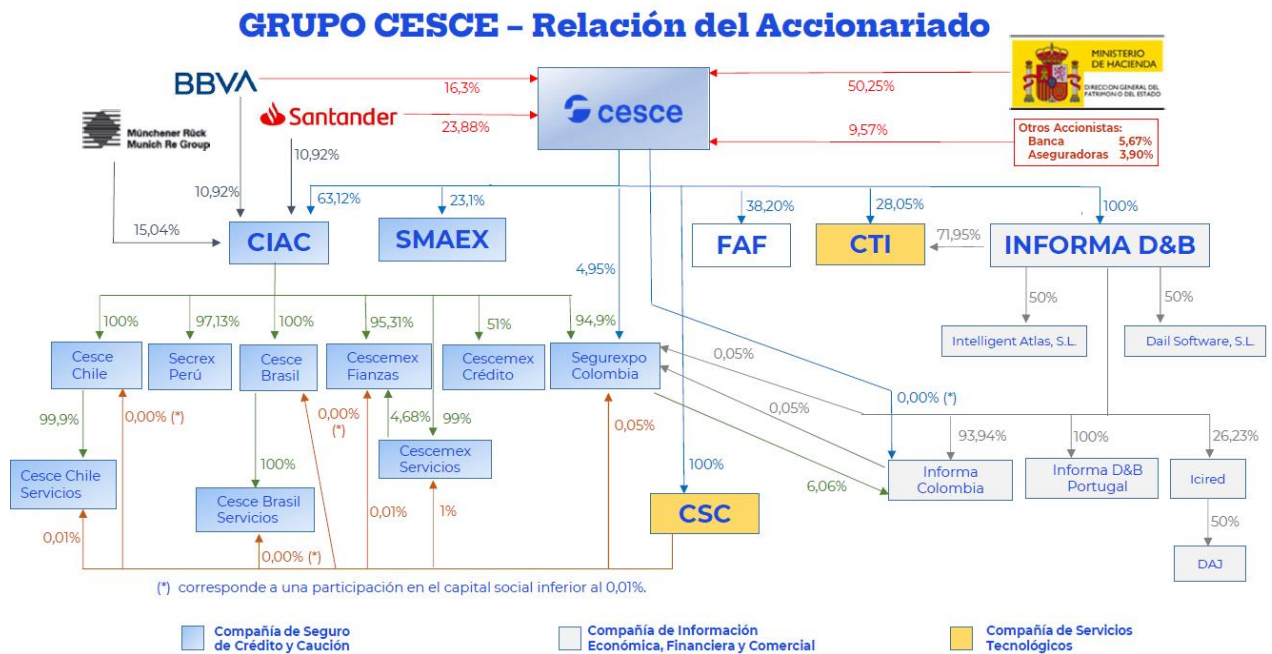 GRUPO CESCE – Relación del Accionariado
BBVA
16,3%
cesce
50,25%
MINISTERIO
DE HACIENDA
DIRECCION GENERAL DEL
PATRIMONIO DEL ESTADO
Santander
23,88%
9,57%
Otros Accionistas:
Banca 5,67%
Aseguradoras 3,90%
Münchener Rück
Munich Re Group
10,92%
10,92%
63,12%
23,1%
38,20%
28,05%
100%
15,04%
CIAC
SMAEX
FAF
CTI
71,95%
INFORMA D&B
4,95%
50%
50%
100%
97,13%
100%
95,31%
51%
94,9%
Intelligent Atlas, S.L.
Dail Software, S.L.
Cesce
Chile
Secrex
Perú
Cesce
Brasil
Cescemex
Fianzas
Cescemex
Crédito
Segurexpo
Colombia
0,05%
0,00% (*)
99,9%
0,00% (*)
0,00%
(*)
4,68%
99%
0,05%
0,05%
93,94%
100%
26,23%
Cescemex
Servicios
Cesce Chile
Servicios
100%
100%
6,06%
Informa
Colombia
Informa D&B
Portugal
Icired
Cesce Brasil
Servicios
0,01%
1%
CSC
50%
0,01%
0,00% (*)
DAJ
(*) corresponde a una participación en el capital social inferior al 0,01%.
Compañía de Seguro
de Crédito y Caución
Compañía de Información
Económica, Financiera y Comercial
Compañía de Servicios
Tecnológicos